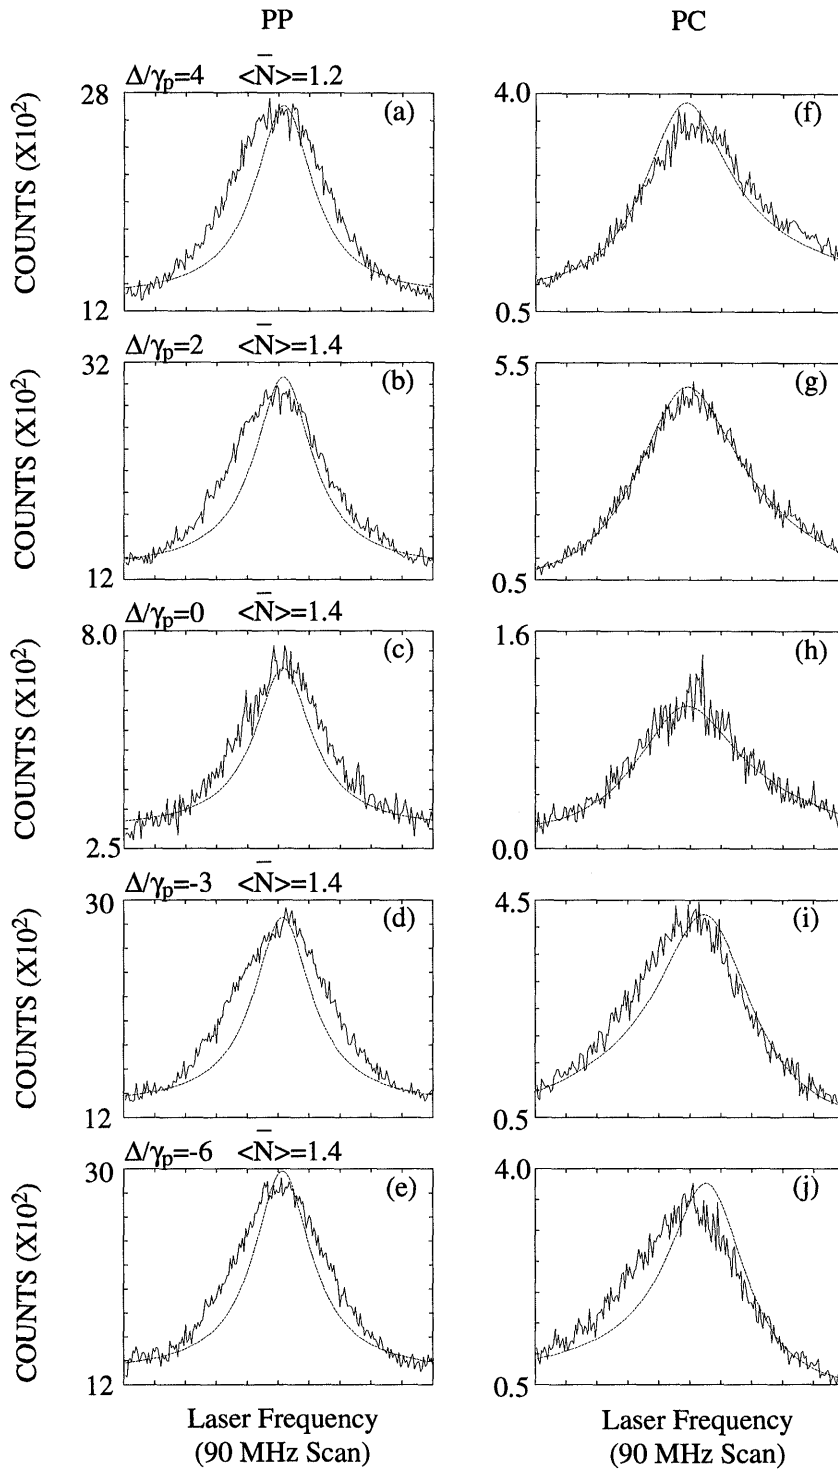 PP PC
Δ/γₚ=4 <N̄>=1.2
28 (a) 4.0 (f)
COUNTS (X10²)
12 0.5
Δ/γₚ=2 <N̄>=1.4
32 (b) 5.5 (g)
COUNTS (X10²)
12 0.5
Δ/γₚ=0 <N̄>=1.4
8.0 (c) 1.6 (h)
COUNTS (X10²)
2.5 0.0
Δ/γₚ=-3 <N̄>=1.4
30 (d) 4.5 (i)
COUNTS (X10²)
12 0.5
Δ/γₚ=-6 <N̄>=1.4
30 (e) 4.0 (j)
COUNTS (X10²)
12 0.5
Laser Frequency Laser Frequency
(90 MHz Scan) (90 MHz Scan)